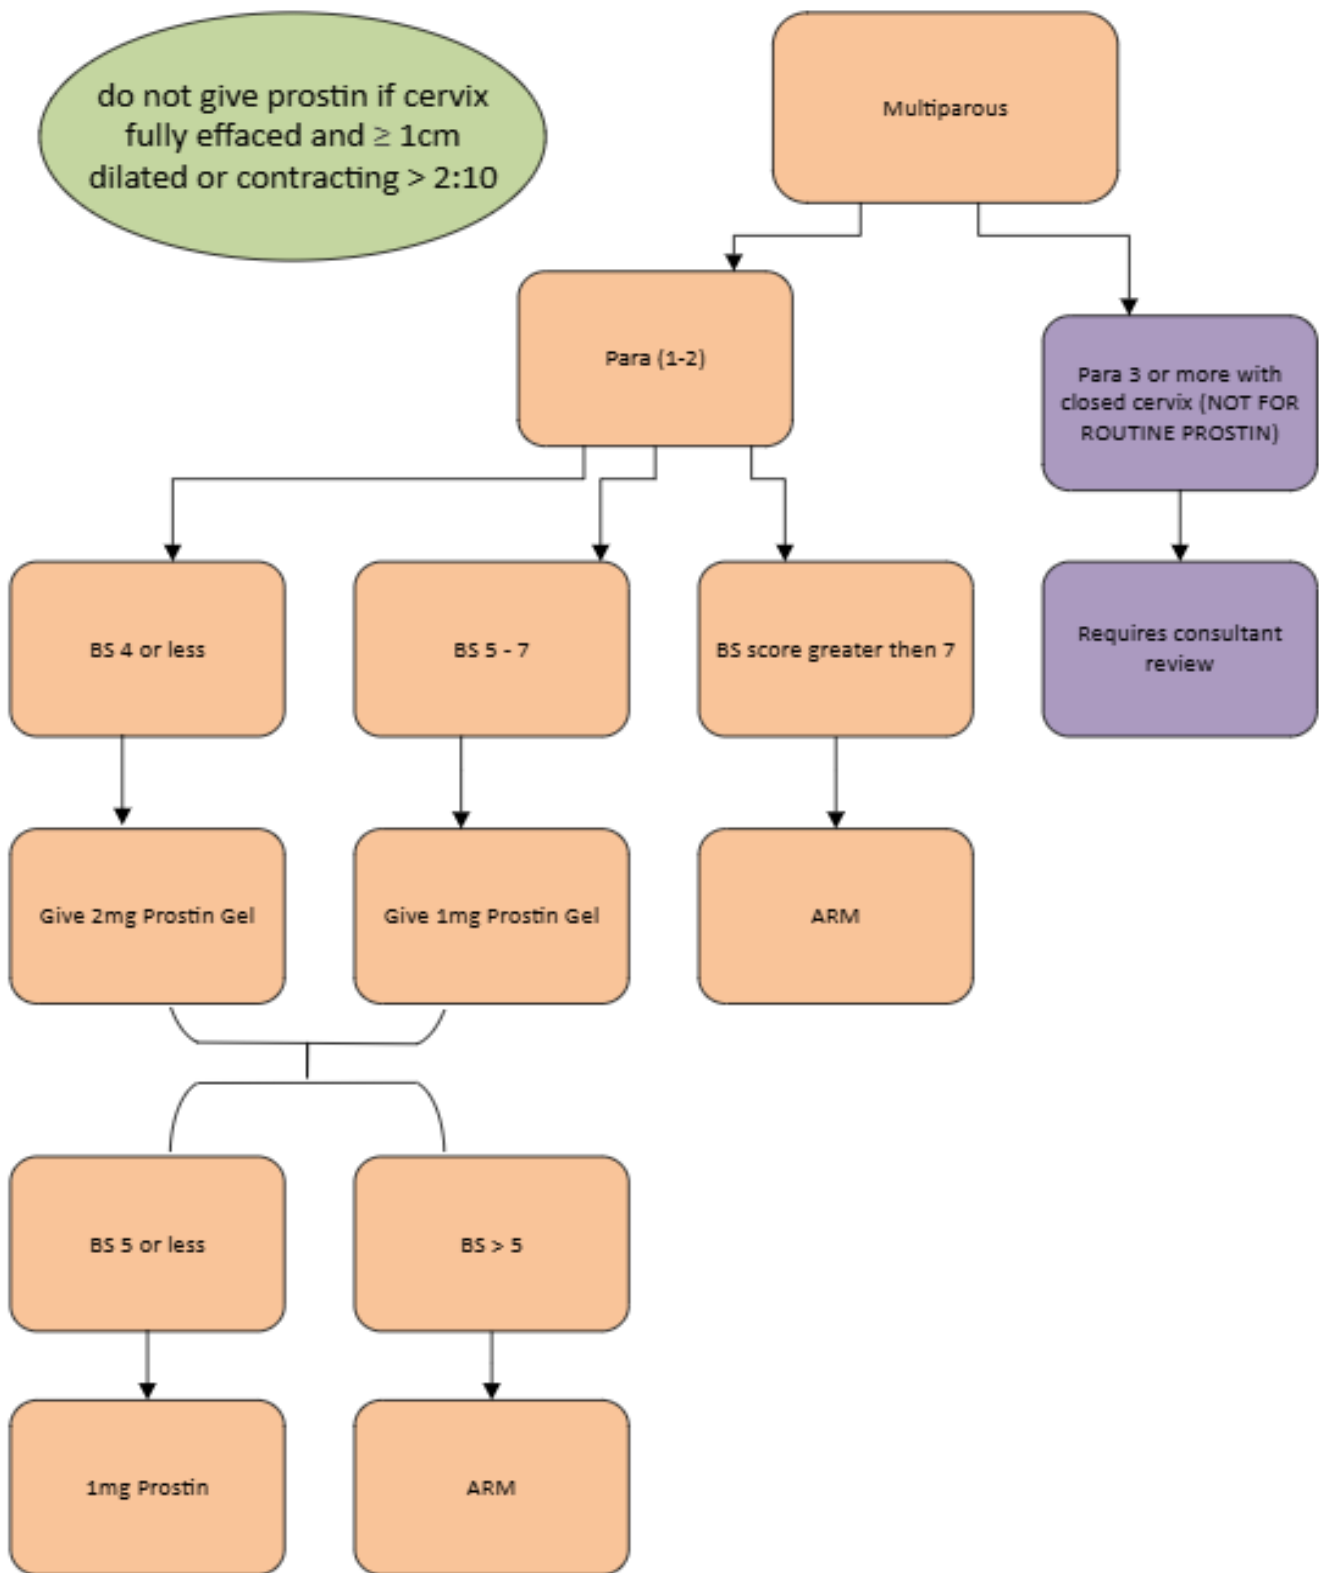 do not give prostin if cervix
fully effaced and ≥ 1cm
dilated or contracting > 2:10
Multiparous
Para (1-2)
Para 3 or more with
closed cervix (NOT FOR
ROUTINE PROSTIN)
BS 4 or less
BS 5 - 7
BS score greater then 7
Requires consultant
review
Give 2mg Prostin Gel
Give 1mg Prostin Gel
ARM
BS 5 or less
BS > 5
1mg Prostin
ARM